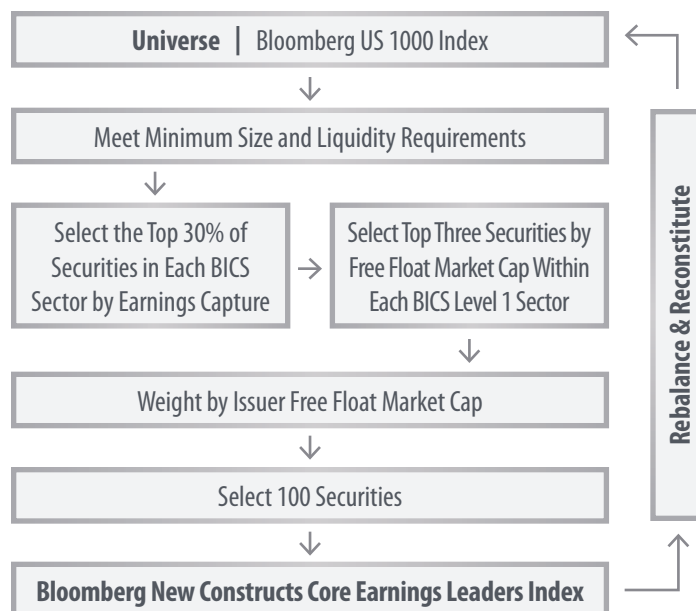 Universe | Bloomberg US 1000 Index
Meet Minimum Size and Liquidity Requirements
Select the Top 30% of
Securities in Each BICS
Sector by Earnings Capture
Select Top Three Securities by
Free Float Market Cap Within
Each BICS Level 1 Sector
Weight by Issuer Free Float Market Cap
Select 100 Securities
Bloomberg New Constructs Core Earnings Leaders Index
Rebalance & Reconstitute